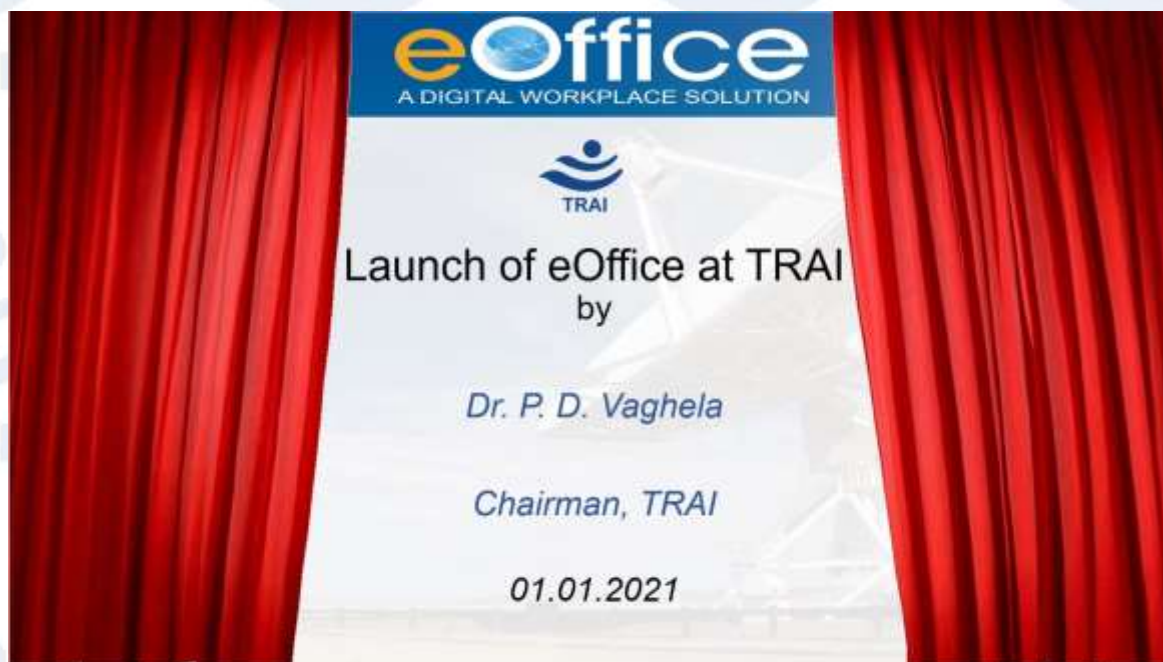 eOffice
A DIGITAL WORKPLACE SOLUTION
TRAI
Launch of eOffice at TRAI
by
Dr. P. D. Vaghela
Chairman, TRAI
01.01.2021